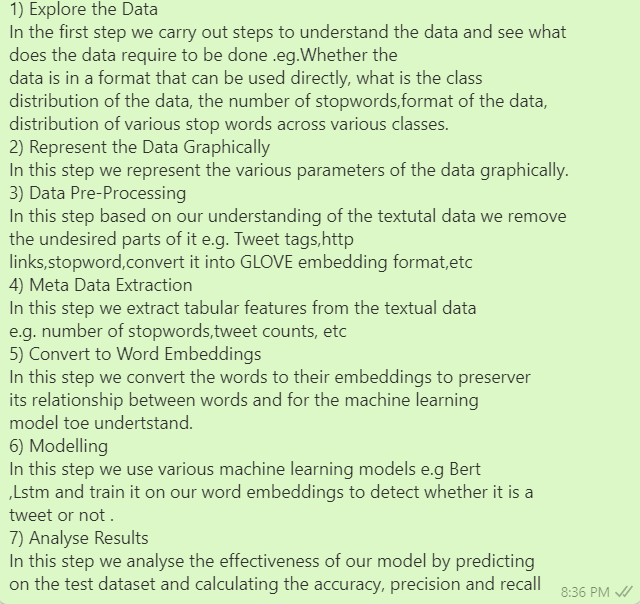 1) Explore the Data
In the first step we carry out steps to understand the data and see what
does the data require to be done .eg.Whether the
data is in a format that can be used directly, what is the class
distribution of the data, the number of stopwords,format of the data,
distribution of various stop words across various classes.
2) Represent the Data Graphically
In this step we represent the various parameters of the data graphically.
3) Data Pre-Processing
In this step based on our understanding of the textutal data we remove
the undesired parts of it e.g. Tweet tags,http
links,stopword,convert it into GLOVE embedding format,etc
4) Meta Data Extraction
In this step we extract tabular features from the textual data
e.g. number of stopwords,tweet counts, etc
5) Convert to Word Embeddings
In this step we convert the words to their embeddings to preserver
its relationship between words and for the machine learning
model toe undertstand.
6) Modelling
In this step we use various machine learning models e.g Bert
,Lstm and train it on our word embeddings to detect whether it is a
tweet or not .
7) Analyse Results
In this step we analyse the effectiveness of our model by predicting
on the test dataset and calculating the accuracy, precision and recall
8:36 PM